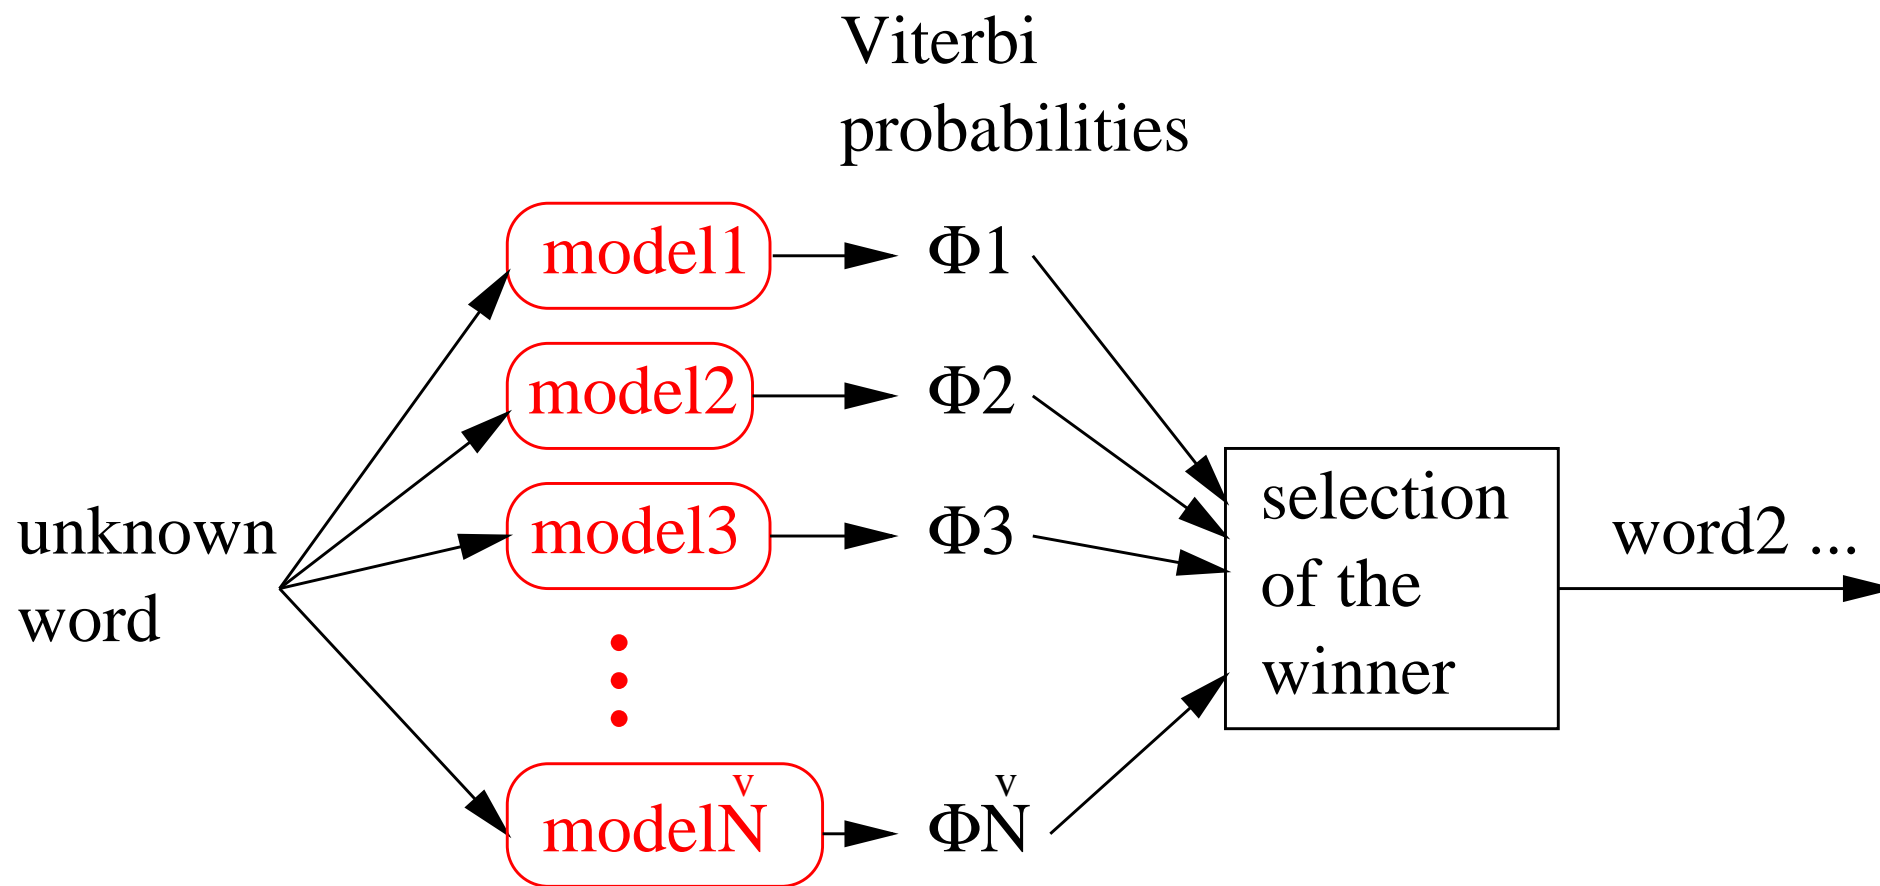 Viterbi
probabilities
model1
Φ1
model2
Φ2
model3
Φ3
modelŇ
ΦŇ
unknown
word
selection
of the
winner
word2 ...